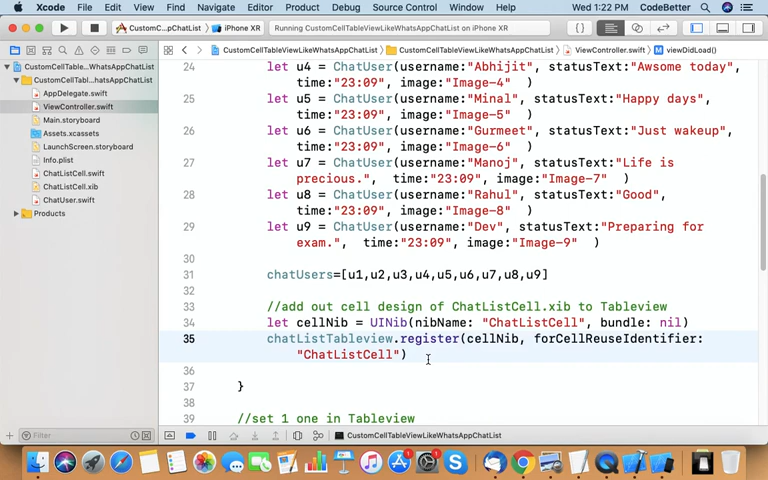 Xcode File Edit View Find Navigate Editor Product Debug Source Control Window Wed 1:22 PM CodeBetter
CustomC...pChatList iPhone XR Running CustomCellTableViewLikeWhatsAppChatList on iPhone XR
CustomCellTableViewLikeWhatsAppChatList CustomCellTabl...hatsAppChatList ViewController.swift viewDidLoad()
CustomCellTable...hatsAppChatList
CustomCellTabl...hatsAppChatList
AppDelegate.swift
ViewController.swift
Main.storyboard
Assets.xcassets
LaunchScreen.storyboard
Info.plist
ChatListCell.swift
ChatListCell.xib
ChatUser.swift
Products
24 let u4 = ChatUser(username:"Abhijit", statusText:"Awsome today",
time:"23:09", image:"Image-4" )
25 let u5 = ChatUser(username:"Minal", statusText:"Happy days",
time:"23:09", image:"Image-5" )
26 let u6 = ChatUser(username:"Gurmeet", statusText:"Just wakeup",
time:"23:09", image:"Image-6" )
27 let u7 = ChatUser(username:"Manoj", statusText:"Life is
precious.", time:"23:09", image:"Image-7" )
28 let u8 = ChatUser(username:"Rahul", statusText:"Good",
time:"23:09", image:"Image-8" )
29 let u9 = ChatUser(username:"Dev", statusText:"Preparing for
exam.", time:"23:09", image:"Image-9" )
30
31 chatUsers=[u1,u2,u3,u4,u5,u6,u7,u8,u9]
32
33 //add out cell design of ChatListCell.xib to Tableview
34 let cellNib = UINib(nibName: "ChatListCell", bundle: nil)
35 chatListTableview.register(cellNib, forCellReuseIdentifier:
"ChatListCell")
36
37 }
38
39 //set 1 one in Tableview
Filter
CustomCellTableViewLikeWhatsAppChatList